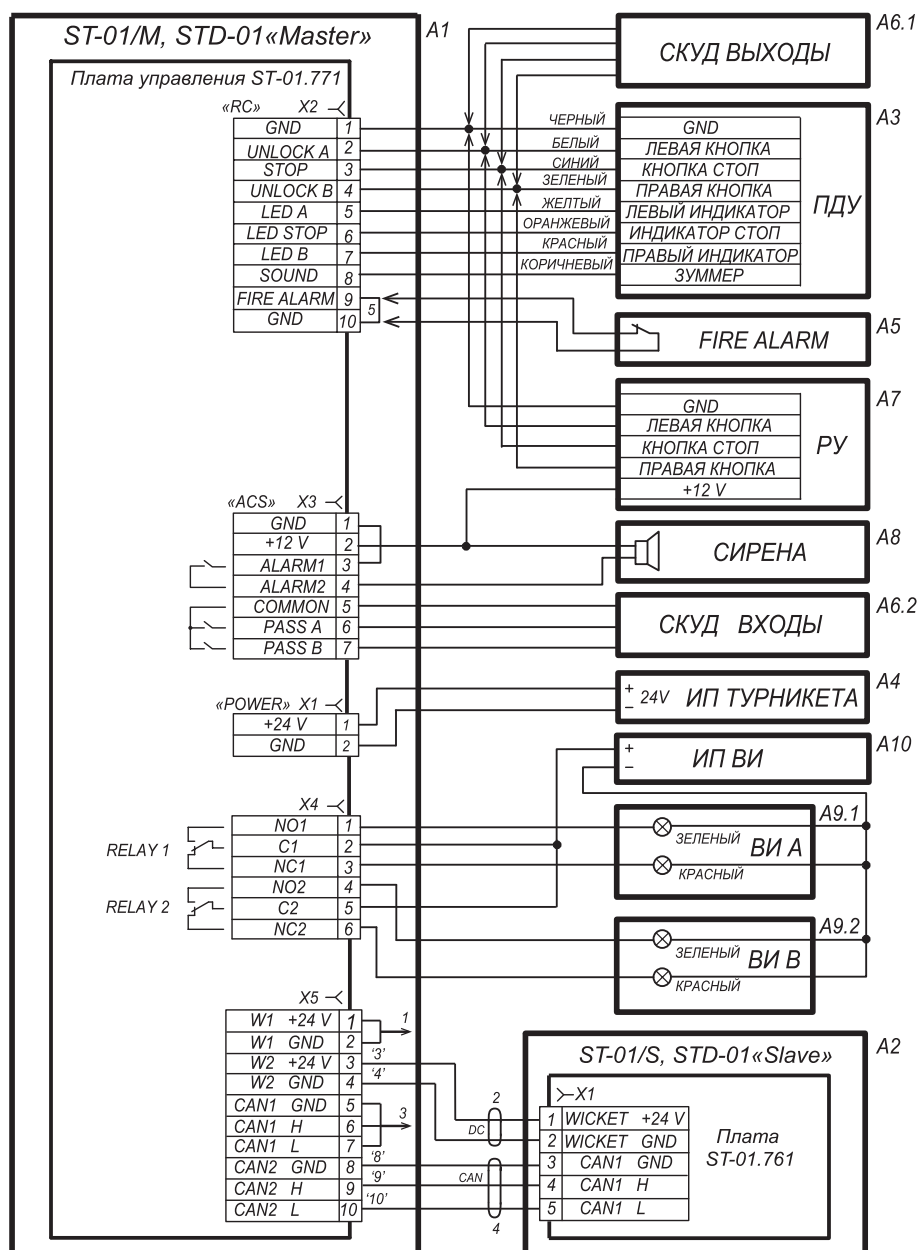 ST-01/M, STD-01«Master»
A1
Плата управления ST-01.771
«RC» X2
GND 1
UNLOCK A 2
STOP 3
UNLOCK B 4
LED A 5
LED STOP 6
LED B 7
SOUND 8
FIRE ALARM 9
GND 10
5
ЧЕРНЫЙ
БЕЛЫЙ
СИНИЙ
ЗЕЛЕНЫЙ
ЖЕЛТЫЙ
ОРАНЖЕВЫЙ
КРАСНЫЙ
КОРИЧНЕВЫЙ
СКУД ВЫХОДЫ
A6.1
A3
GND
ЛЕВАЯ КНОПКА
КНОПКА СТОП
ПРАВАЯ КНОПКА
ЛЕВЫЙ ИНДИКАТОР
ИНДИКАТОР СТОП
ПРАВЫЙ ИНДИКАТОР
ЗУММЕР
ПДУ
FIRE ALARM
A5
A7
GND
ЛЕВАЯ КНОПКА
КНОПКА СТОП
ПРАВАЯ КНОПКА
+12 V
РУ
«ACS» X3
GND 1
+12 V 2
ALARM1 3
ALARM2 4
COMMON 5
PASS A 6
PASS B 7
СИРЕНА
A8
СКУД ВХОДЫ
A6.2
«POWER» X1
+24 V 1
GND 2
+
–
24V
ИП ТУРНИКЕТА
A4
+
–
ИП ВИ
A10
X4
NO1 1
C1 2
NC1 3
NO2 4
C2 5
NC2 6
RELAY 1
RELAY 2
A9.1
ЗЕЛЕНЫЙ
ВИ А
КРАСНЫЙ
A9.2
ЗЕЛЕНЫЙ
ВИ В
КРАСНЫЙ
X5
W1 +24 V 1
W1 GND 2
W2 +24 V 3
W2 GND 4
CAN1 GND 5
CAN1 H 6
CAN1 L 7
CAN2 GND 8
CAN2 H 9
CAN2 L 10
1
'3'
'4'
3
'8'
'9'
'10'
2
DC
CAN
4
ST-01/S, STD-01«Slave»
A2
X1
1 WICKET +24 V
2 WICKET GND
3 CAN1 GND
4 CAN1 H
5 CAN1 L
Плата
ST-01.761